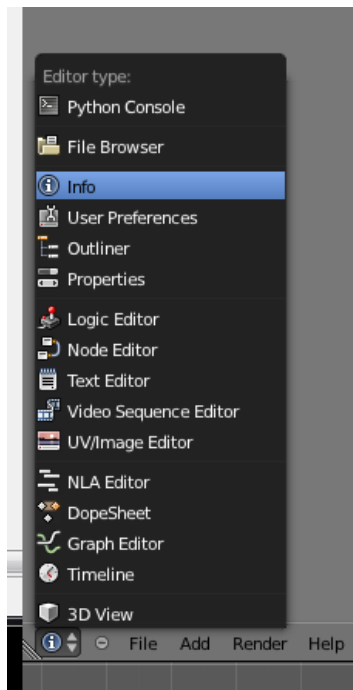 Editor type:
Python Console
File Browser
Info
User Preferences
Outliner
Properties
Logic Editor
Node Editor
Text Editor
Video Sequence Editor
UV/Image Editor
NLA Editor
DopeSheet
Graph Editor
Timeline
3D View
File Add Render Help